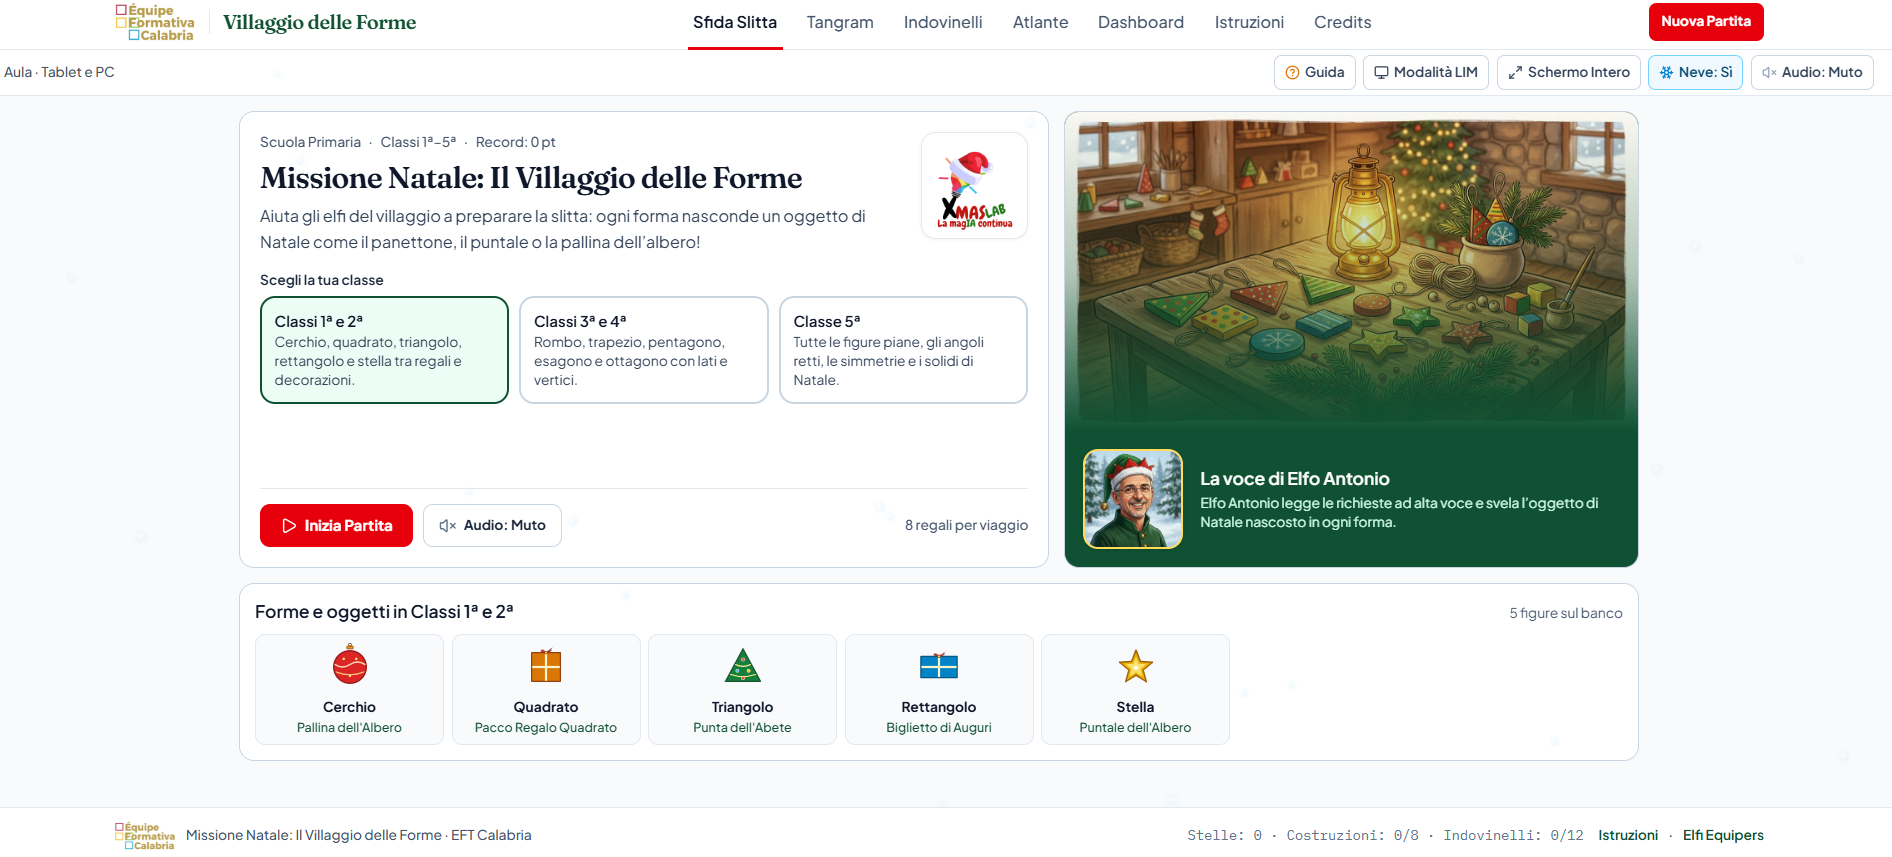 Équipe
Formativa
Calabria
Villaggio delle Forme
Sfida Slitta
Tangram
Indovinelli
Atlante
Dashboard
Istruzioni
Credits
Nuova Partita
Aula · Tablet e PC
Guida
Modalità LIM
Schermo Intero
Neve: Sì
Audio: Muto
Scuola Primaria · Classi 1ª–5ª · Record: 0 pt
Missione Natale: Il Villaggio delle Forme
Aiuta gli elfi del villaggio a preparare la slitta: ogni forma nasconde un oggetto di
Natale come il panettone, il puntale o la pallina dell’albero!
XMASLAB
La magIA continua
Scegli la tua classe
Classi 1ª e 2ª
Cerchio, quadrato, triangolo,
rettangolo e stella tra regali e
decorazioni.
Classi 3ª e 4ª
Rombo, trapezio, pentagono,
esagono e ottagono con lati e
vertici.
Classe 5ª
Tutte le figure piane, gli angoli
retti, le simmetrie e i solidi di
Natale.
Inizia Partita
Audio: Muto
8 regali per viaggio
La voce di Elfo Antonio
Elfo Antonio legge le richieste ad alta voce e svela l’oggetto di
Natale nascosto in ogni forma.
Forme e oggetti in Classi 1ª e 2ª
5 figure sul banco
Cerchio
Pallina dell'Albero
Quadrato
Pacco Regalo Quadrato
Triangolo
Punta dell'Abete
Rettangolo
Biglietto di Auguri
Stella
Puntale dell'Albero
Équipe
Formativa
Calabria
Missione Natale: Il Villaggio delle Forme · EFT Calabria
Stelle: 0 · Costruzioni: 0/8 · Indovinelli: 0/12
Istruzioni · Elfi Equipers